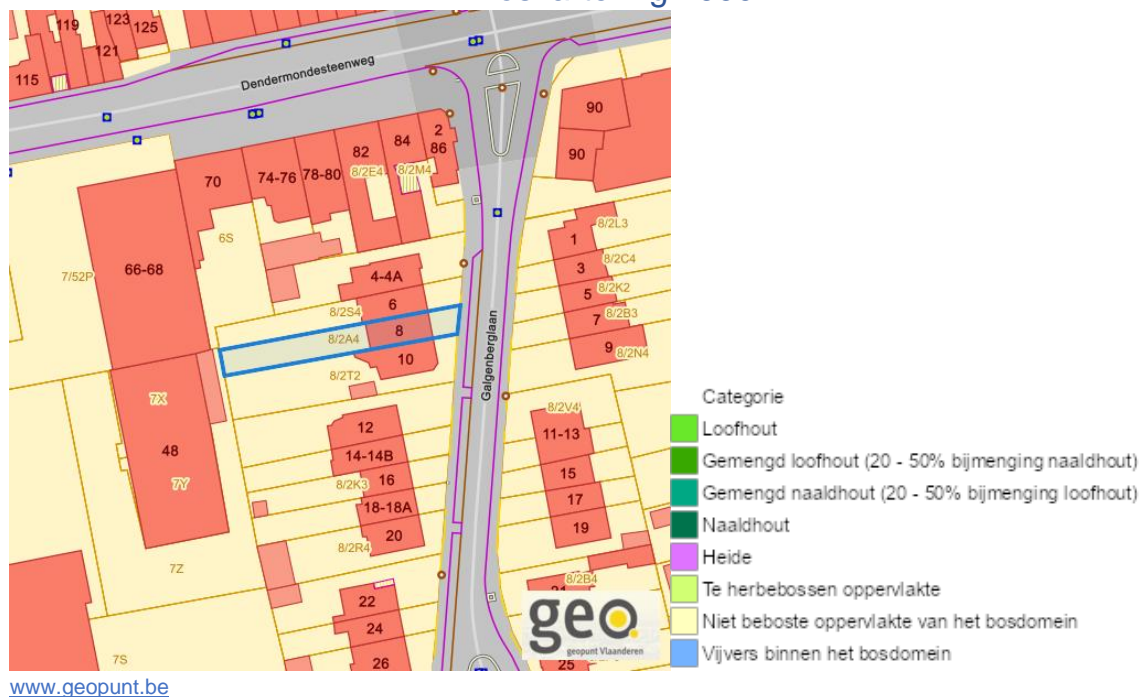 119
123
125
121
115
Dendermondesteenweg
90
90
2
86
84
82
8/2E4
8/2M4
78-80
74-76
70
6S
66-68
7/52P
4-4A
6
8/2S4
8
8/2A4
10
8/2T2
Galgenberglaan
1
8/2L3
3
8/2C4
5
8/2K2
7
8/2B3
9
8/2N4
7X
48
7Y
12
14-14B
16
8/2K3
18-18A
20
8/2R4
8/2V4
11-13
15
17
19
7Z
22
24
26
7S
8/2B4
25
geo.
geopunt Vlaanderen
Categorie
Loofhout
Gemengd loofhout (20 - 50% bijmenging naaldhout)
Gemengd naaldhout (20 - 50% bijmenging loofhout)
Naaldhout
Heide
Te herbebossen oppervlakte
Niet beboste oppervlakte van het bosdomein
Vijvers binnen het bosdomein
www.geopunt.be